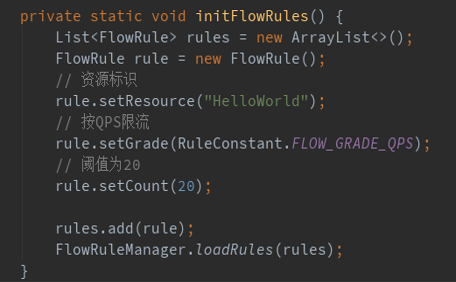 private static void initFlowRules() {
    List<FlowRule> rules = new ArrayList<>();
    FlowRule rule = new FlowRule();
    // 资源标识
    rule.setResource("HelloWorld");
    // 按QPS限流
    rule.setGrade(RuleConstant.FLOW_GRADE_QPS);
    // 阈值为20
    rule.setCount(20);

    rules.add(rule);
    FlowRuleManager.loadRules(rules);
}